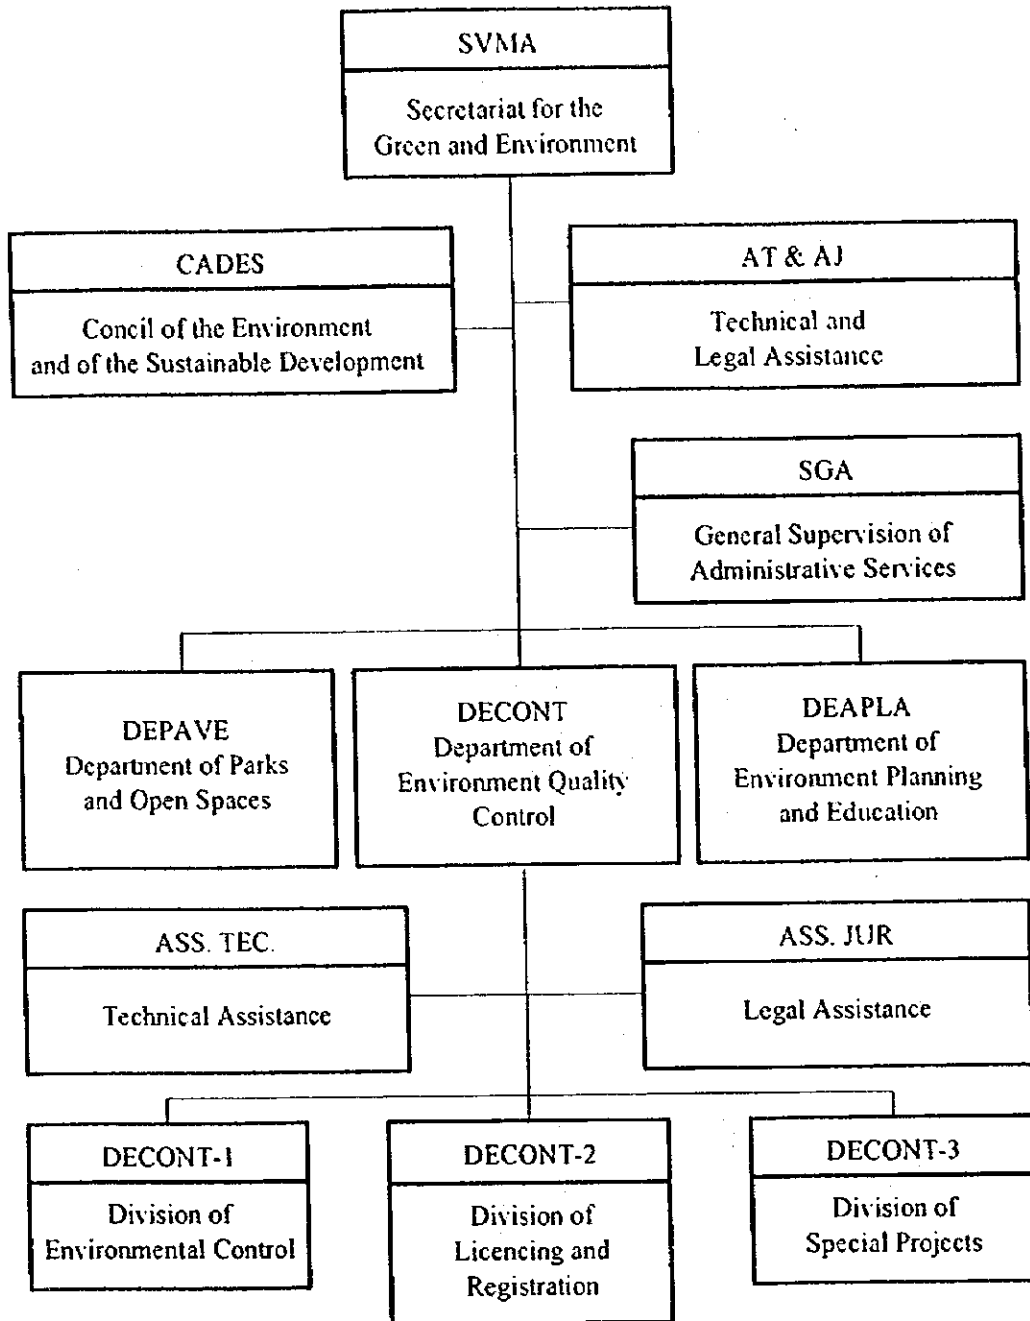 SVMA
Secretariat for the
Green and Environment
CADES
Concil of the Environment
and of the Sustainable Development
AT & AJ
Technical and
Legal Assistance
SGA
General Supervision of
Administrative Services
DEPAVE
Department of Parks
and Open Spaces
DECONT
Department of
Environment Quality
Control
DEAPLA
Department of
Environment Planning
and Education
ASS. TEC.
Technical Assistance
ASS. JUR
Legal Assistance
DECONT-1
Division of
Environmental Control
DECONT-2
Division of
Licencing and
Registration
DECONT-3
Division of
Special Projects